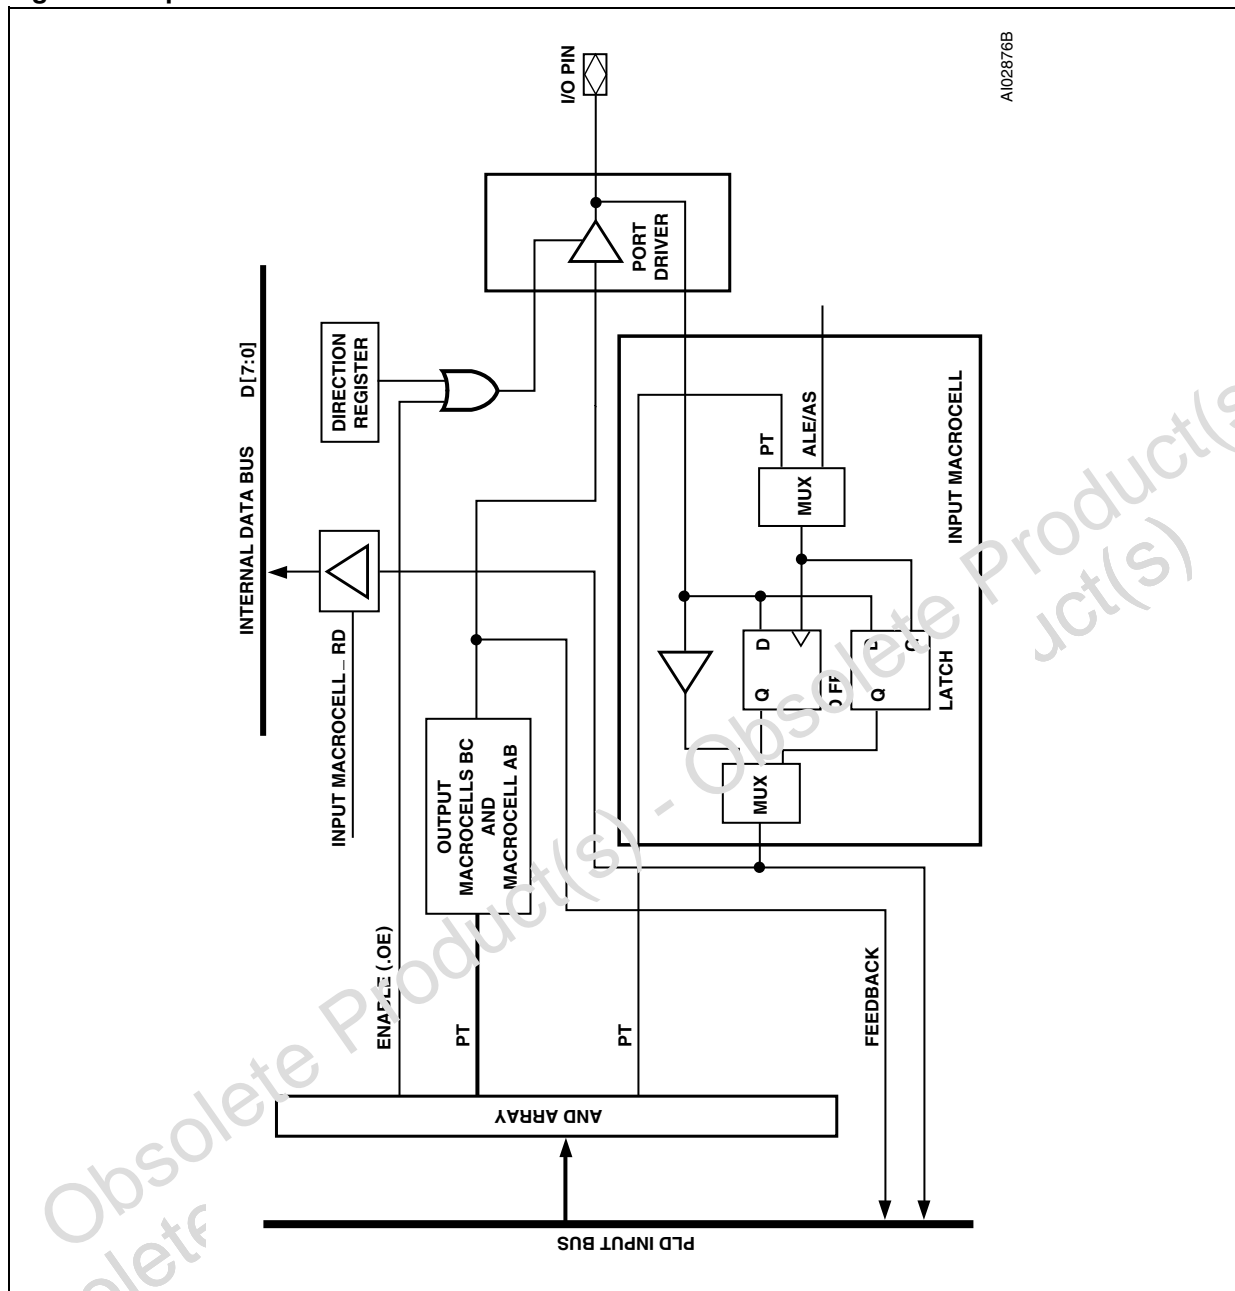 I/O PIN
AI02876B
PORT
DRIVER
INTERNAL DATA BUS D[7:0]
DIRECTION
REGISTER
INPUT MACROCELL_ RD
PT
ALE/AS
MUX
INPUT MACROCELL
D
Q
D FF
Q
LATCH
MUX
OUTPUT
MACROCELLS BC
AND
MACROCELL AB
ENABLE (.OE)
PT
PT
FEEDBACK
AND ARRAY
PLD INPUT BUS
Obsolete Product(s) - Obsolete Product(s)